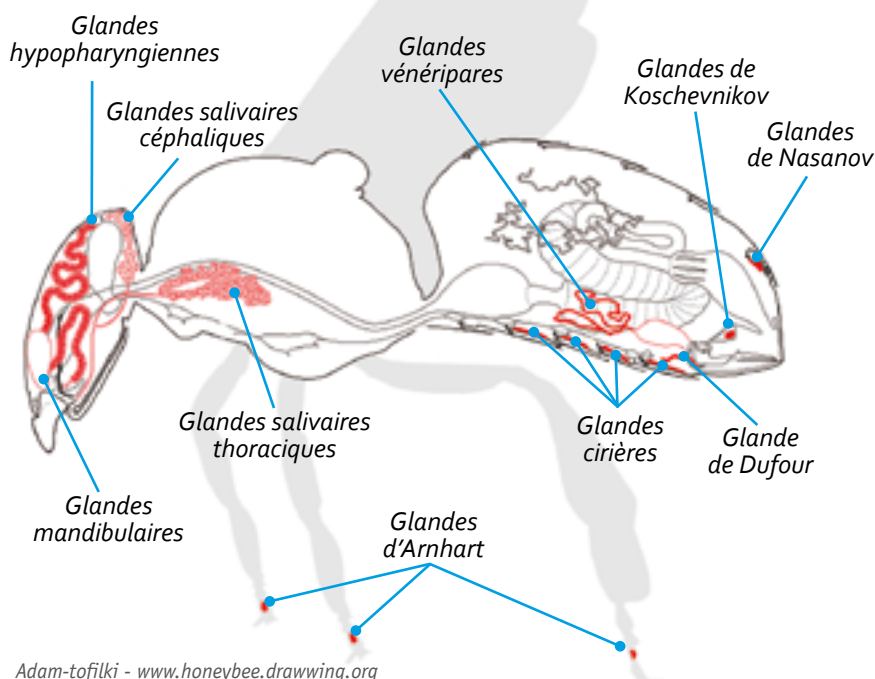 Glandes
hypopharyngiennes
Glandes salivaires
céphaliques
Glandes
vénéripares
Glandes de
Koschevnikov
Glandes
de Nasanov
Glandes salivaires
thoraciques
Glandes
cirières
Glande
de Dufour
Glandes
mandibulaires
Glandes
d'Arnhart
Adam-tofilki - www.honeybee.drawwing.org